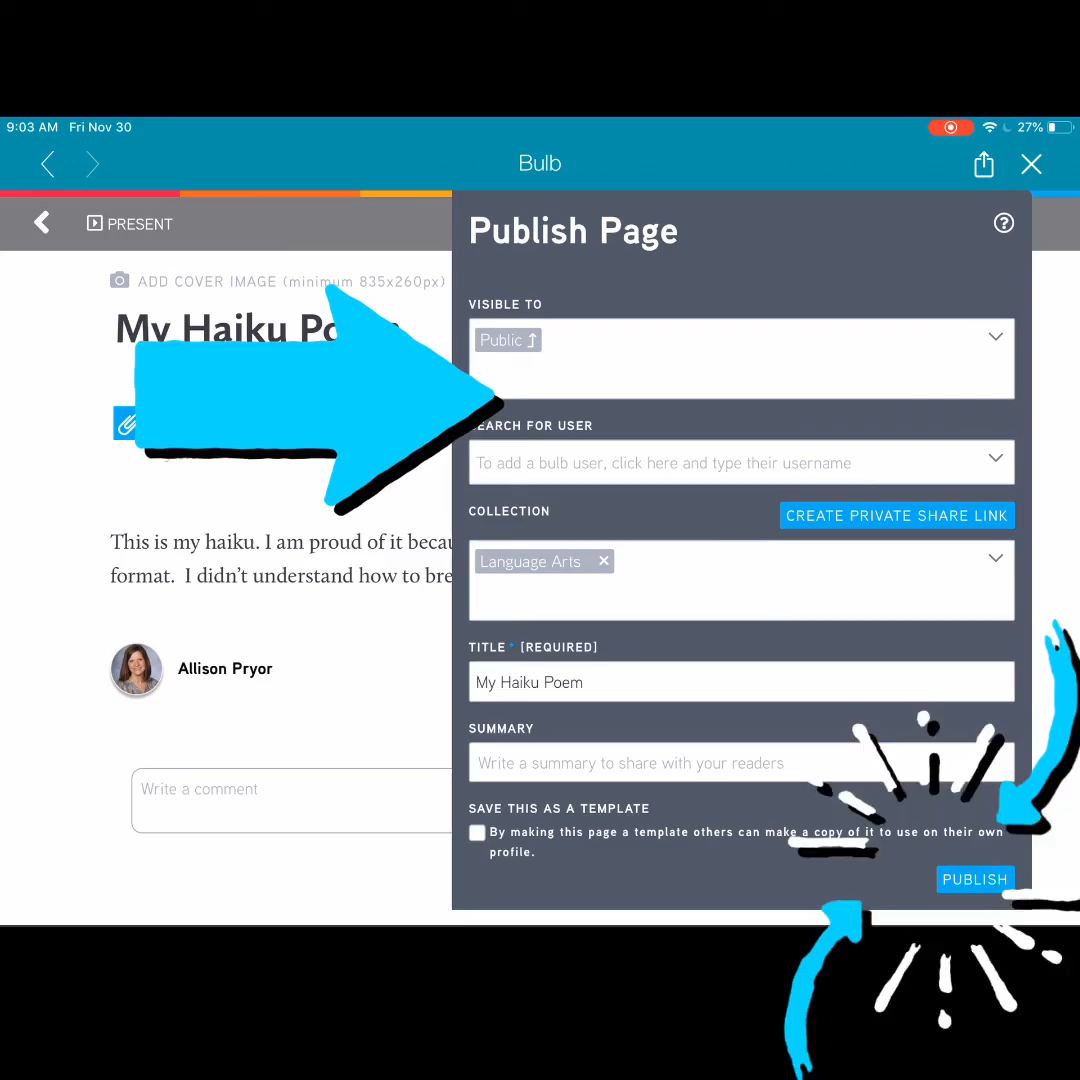 9:03 AM Fri Nov 30
27%
Bulb
PRESENT
Publish Page
ADD COVER IMAGE (minimum 835x260px)
My Haiku
VISIBLE TO
Public
SEARCH FOR USER
To add a bulb user, click here and type their username
COLLECTION
CREATE PRIVATE SHARE LINK
Language Arts
This is my haiku. I am proud of it
format. I didn't understand how to
TITLE * [REQUIRED]
My Haiku Poem
Allison Pryor
SUMMARY
Write a summary to share with your readers
Write a comment
SAVE THIS AS A TEMPLATE
By making this page a template others can make a copy of it to use on their own
profile.
PUBLISH